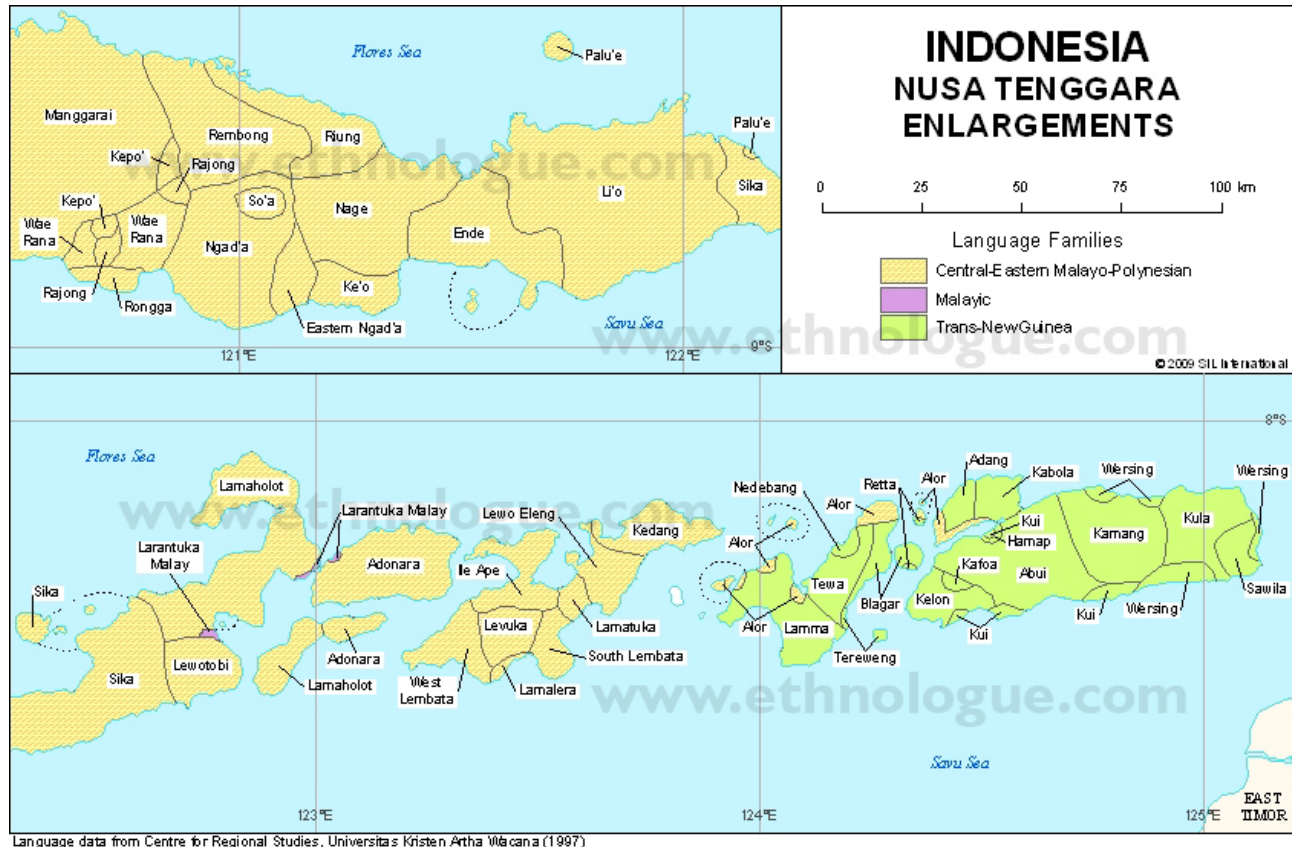 INDONESIA
NUSA TENGGARA
ENLARGEMENTS
0 25 50 75 100 km
Language Families
Central-Eastern Malayo-Polynesian
Malayic
Trans-NewGuinea
© 2009 SIL International
www.ethnologue.com
www.ethnologue.com
Flores Sea
Palu'e
Manggarai
Rembong
Riung
Palu'e
Kepo'
Rajong
Li'o
Sika
Kepo'
So'a
Nage
Wae
Rana
Wae
Rana
Ngad'a
Ende
Rajong
Rongga
Ke'o
Eastern Ngad'a
Savu Sea
121°E
122°E
9°S
8°S
Flores Sea
Lamaholot
www.ethnologue.com
Larantuka Malay
Larantuka
Malay
Lewo Eleng
Kedang
Nedebang
Alor
Retta
Alor
Adang
Kabola
Wersing
Wersing
Adonara
Ile Ape
Alor
Kui
Hamap
Kamang
Kula
Sika
Tewa
Kafoa
Abui
Blagar
Kelon
Sawila
Levuka
Lamatuka
Alor
Lamma
Kui
Kui
Wersing
Sika
Lewotobi
Adonara
Lamaholot
West
Lembata
South Lembata
Lamalera
Tereweng
www.ethnologue.com
Savu Sea
123°E
124°E
125°E
EAST
TIMOR
Language data from Centre for Regional Studies, Universitas Kristen Artha Wacana (1997)